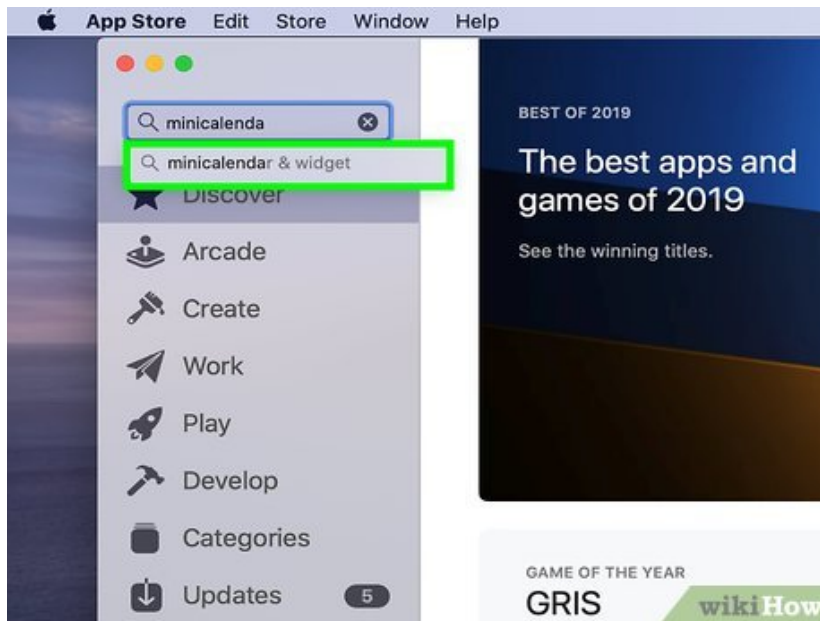 App Store Edit Store Window Help
minicalenda
minicalendar & widget
Discover
Arcade
Create
Work
Play
Develop
Categories
Updates 5
BEST OF 2019
The best apps and
games of 2019
See the winning titles.
GAME OF THE YEAR
GRIS
wikiHow